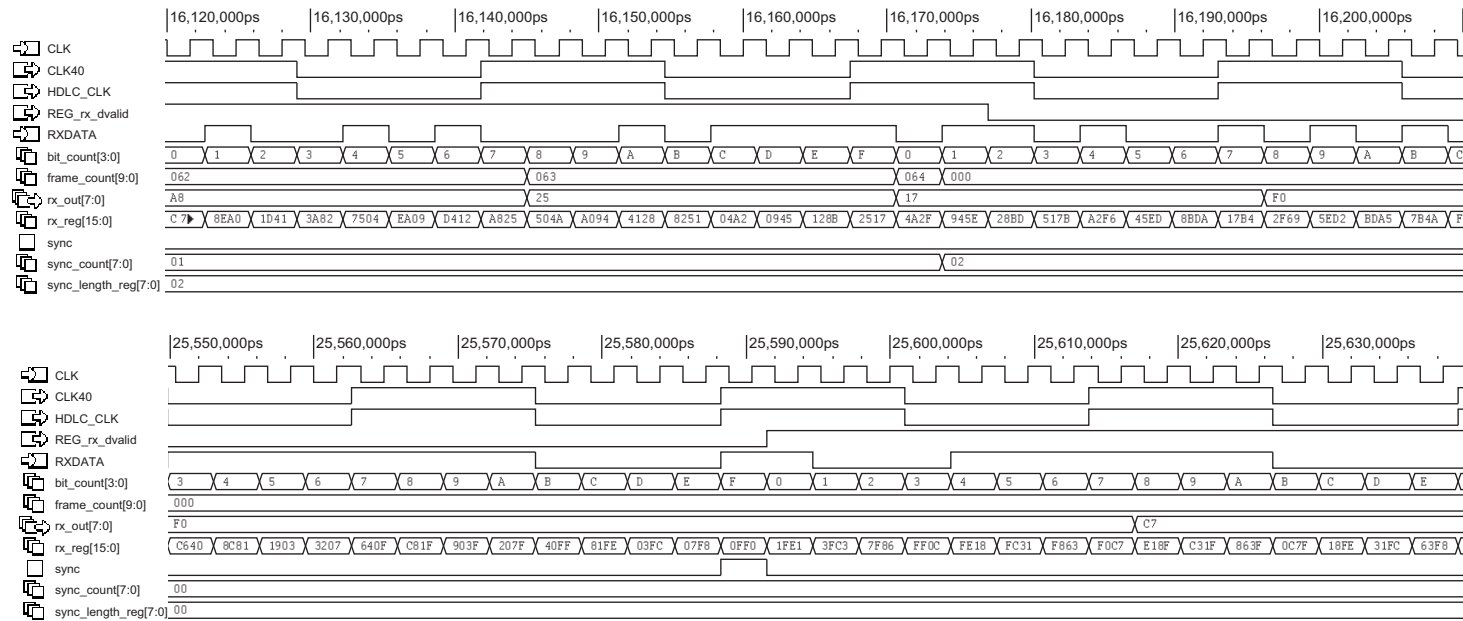 16,120,000ps 16,130,000ps 16,140,000ps 16,150,000ps 16,160,000ps 16,170,000ps 16,180,000ps 16,190,000ps 16,200,000ps
CLK
CLK40
HDLC_CLK
REG_rx_dvalid
RXDATA
bit_count[3:0] 0 1 2 3 4 5 6 7 8 9 A B C D E F 0 1 2 3 4 5 6 7 8 9 A B C
frame_count[9:0] 062 063 064 000
rx_out[7:0] A8 25 17 F0
rx_reg[15:0] C7 8EA0 1D41 3A82 7504 EA09 D412 A825 504A A094 4128 8251 04A2 0945 128B 2517 4A2F 945E 28BD 517B A2F6 45ED 8BDA 17B4 2F69 5ED2 BDA5 7B4A F
sync
sync_count[7:0] 01 02
sync_length_reg[7:0] 02
25,550,000ps 25,560,000ps 25,570,000ps 25,580,000ps 25,590,000ps 25,600,000ps 25,610,000ps 25,620,000ps 25,630,000ps
CLK
CLK40
HDLC_CLK
REG_rx_dvalid
RXDATA
bit_count[3:0] 3 4 5 6 7 8 9 A B C D E F 0 1 2 3 4 5 6 7 8 9 A B C D E
frame_count[9:0] 000
rx_out[7:0] F0 C7
rx_reg[15:0] C640 8C81 1903 3207 640F C81F 903F 207F 40FF 81FE 03FC 07F8 0FF0 1FE1 3FC3 7F86 FF0C FE18 FC31 F863 F0C7 E18F C31F 863F 0C7F 18FE 31FC 63F8
sync
sync_count[7:0] 00
sync_length_reg[7:0] 00